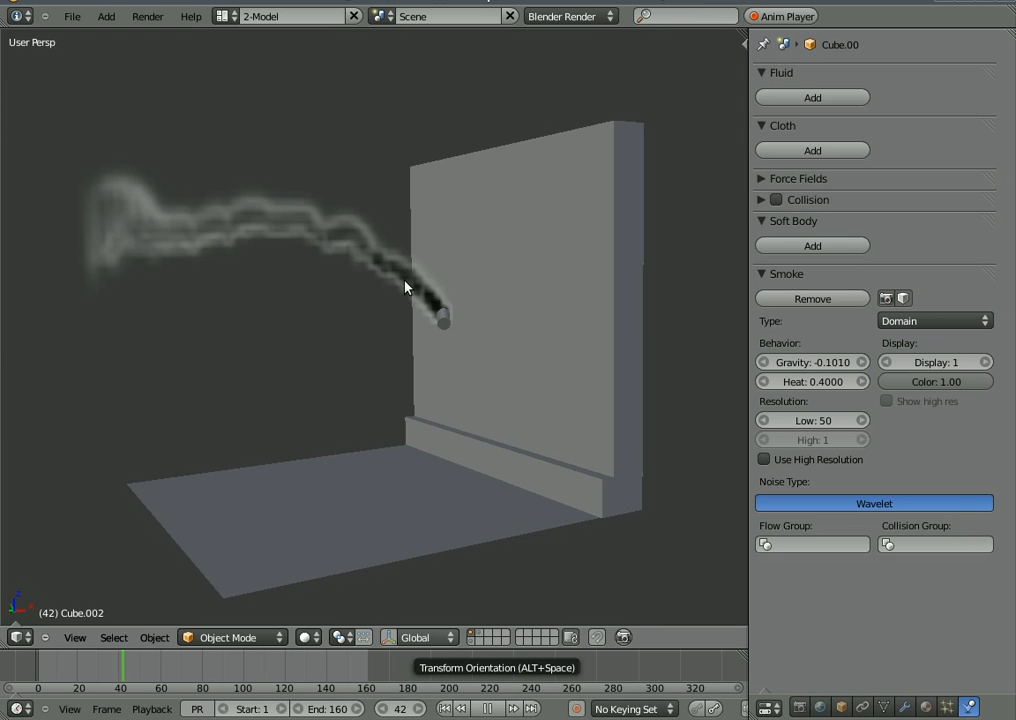 File Add Render Help 2-Model Scene Blender Render Anim Player
User Persp
Cube.00
Fluid
Add
Cloth
Add
Force Fields
Collision
Soft Body
Add
Smoke
Remove
Type: Domain
Behavior: Display:
Gravity: -0.1010 Display: 1
Heat: 0.4000 Color: 1.00
Resolution: Show high res
Low: 50
High: 1
Use High Resolution
Noise Type:
Wavelet
Flow Group: Collision Group:
(42) Cube.002
View Select Object Object Mode Global
Transform Orientation (ALT+Space)
0 20 40 60 80 100 120 140 160 180 200 220 240 260 280 300 320
View Frame Playback PR Start: 1 End: 160 42 No Keying Set